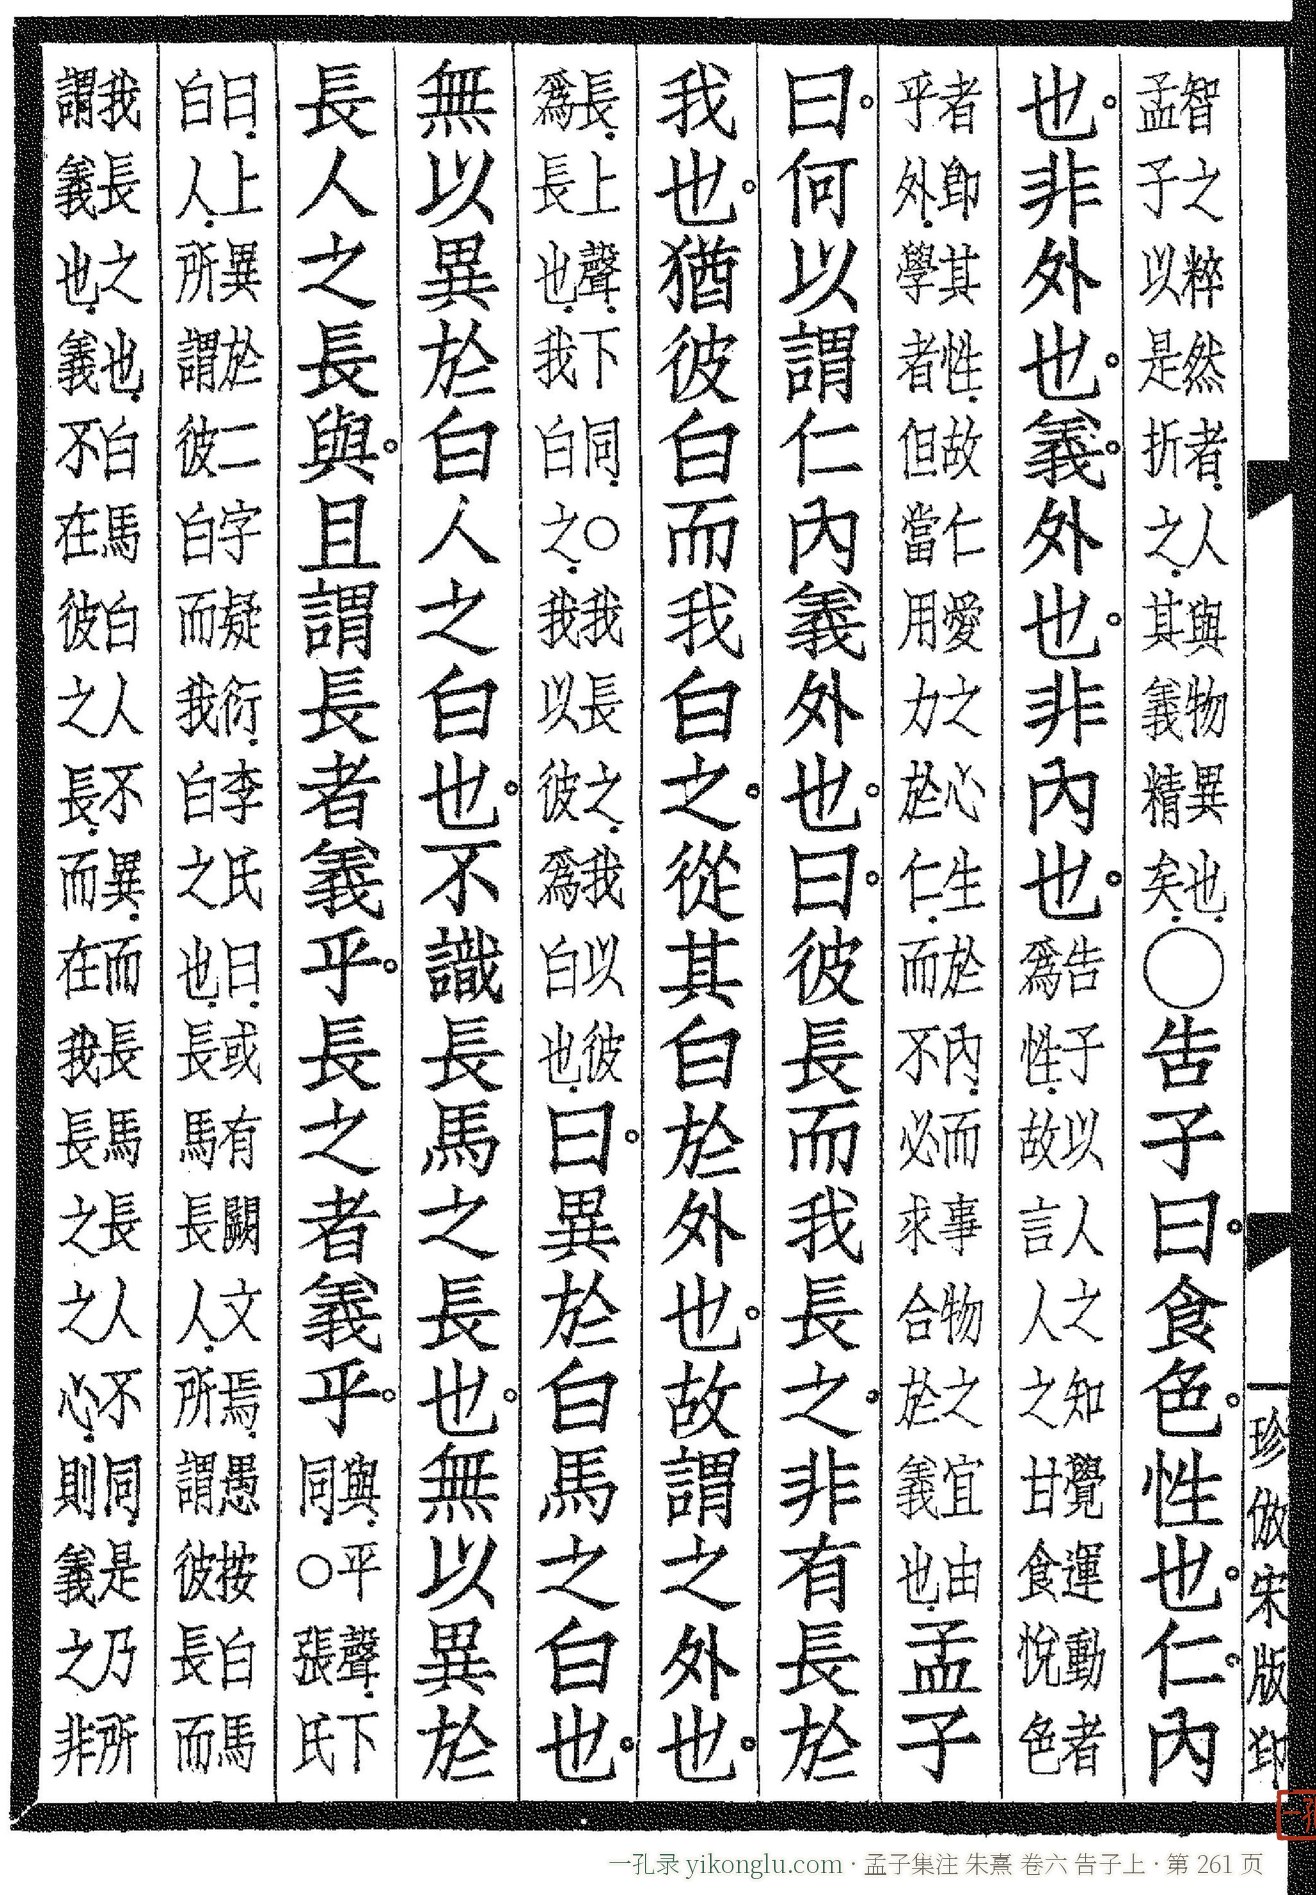 智之粹然者人與物異也
孟子以是折之其義精矣
○告子曰食色性也仁內
也非外也義外也非內也
告子以人之知覺運動者
爲性故言人之甘食悅色
者卽其性故仁愛之心生於內而事物之宜由
乎外學者但當用力於仁而不必求合於義也
孟子
曰何以謂仁內義外也曰彼長而我長之非有長於
我也猶彼白而我白之從其白於外也故謂之外也
長上聲下同○我長之我以彼
爲長也我白之我以彼爲白也
曰異於白馬之白也
無以異於白人之白也不識長馬之長也無以異於
長人之長與且謂長者義乎長之者義乎
與平聲下
同○張氏
曰上異於二字疑衍李氏曰或有闕文焉愚按白馬
白人所謂彼白而我白之也長馬長人所謂彼長而
我長之也白馬白人不異而長馬長人不同是乃所
謂義也義不在彼之長而在我長之之心則義之非
珍倣宋版印
一孔录 yikonglu.com · 孟子集注 朱熹 卷六 告子上 · 第 261 页